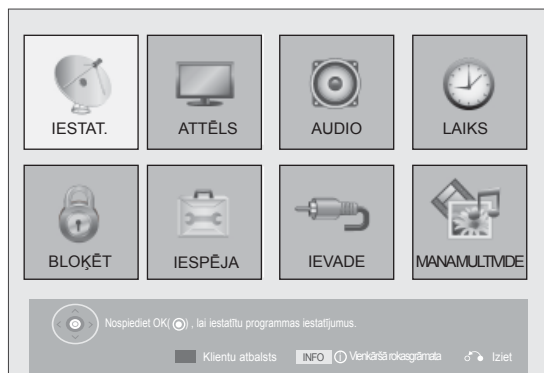 IESTAT. ATTĒLS AUDIO LAIKS
BLOĶĒT IESPĒJA IEVADE MANAMULTIVIDE
Nospiediet OK( ) , lai iestatītu programmas iestatījumus.
Klientu atbalsts INFO i Vienkāršā rokasgrāmata Iziet